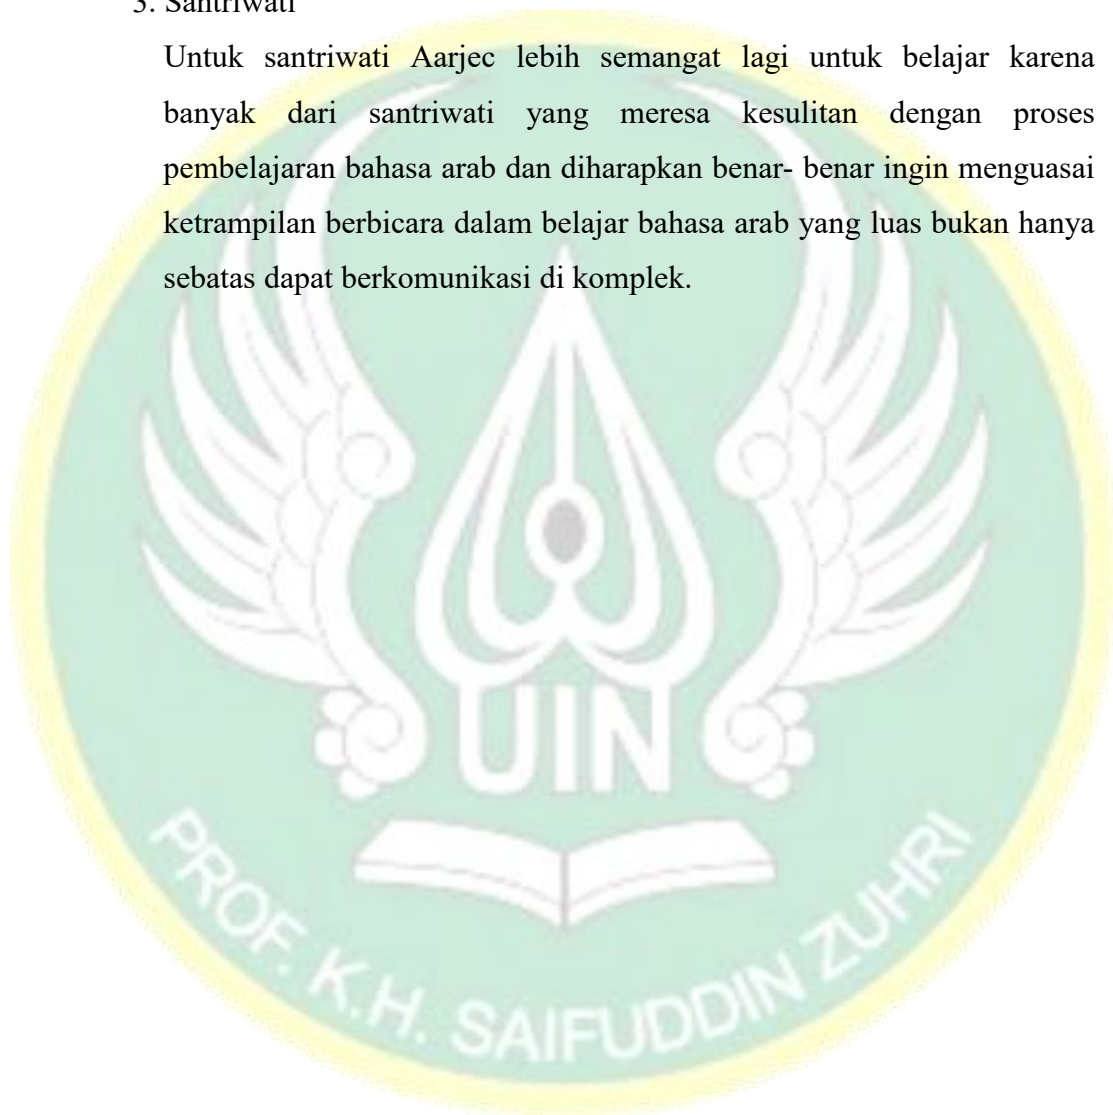 3. Santriwati
Untuk santriwati Aarjec lebih semangat lagi untuk belajar karena
banyak dari santriwati yang meresa kesulitan dengan proses
pembelajaran bahasa arab dan diharapkan benar- benar ingin menguasai
ketrampilan berbicara dalam belajar bahasa arab yang luas bukan hanya
sebatas dapat berkomunikasi di komplek.
UIN
PROF. K.H. SAIFUDDIN ZUHRI